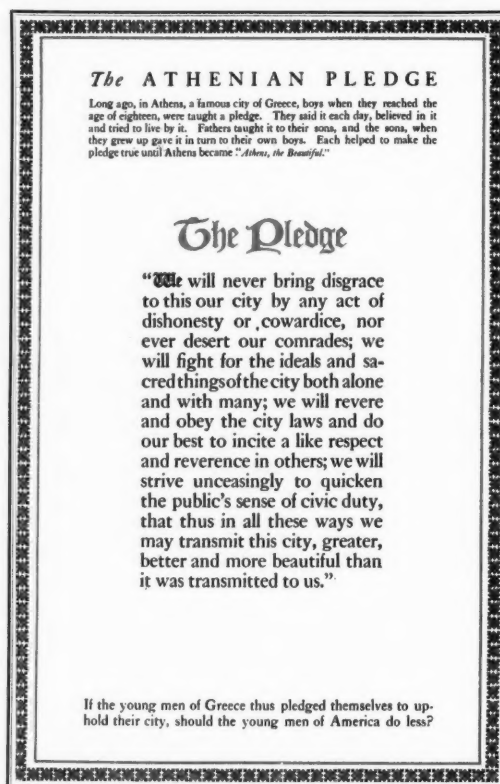 The ATHENIAN PLEDGE
Long ago, in Athens, a famous city of Greece, boys when they reached the
age of eighteen, were taught a pledge. They said it each day, believed in it
and tried to live by it. Fathers taught it to their sons, and the sons, when
they grew up gave it in turn to their own boys. Each helped to make the
pledge true until Athens became "Athens, the Beautiful."
The Pledge
"We will never bring disgrace
to this our city by any act of
dishonesty or cowardice, nor
ever desert our comrades; we
will fight for the ideals and sa-
cred things of the city both alone
and with many; we will revere
and obey the city laws and do
our best to incite a like respect
and reverence in others; we will
strive unceasingly to quicken
the public's sense of civic duty,
that thus in all these ways we
may transmit this city, greater,
better and more beautiful than
it was transmitted to us."
If the young men of Greece thus pledged themselves to up-
hold their city, should the young men of America do less?